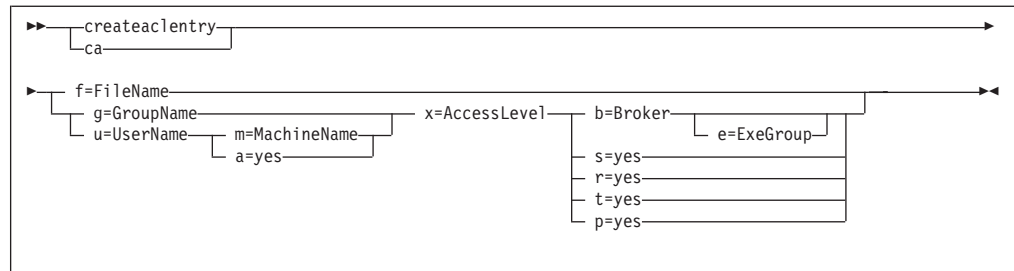 createaclentry
ca
f=FileName
g=GroupName x=AccessLevel b=Broker
u=UserName m=MachineName e=ExeGroup
a=yes s=yes
r=yes
t=yes
p=yes